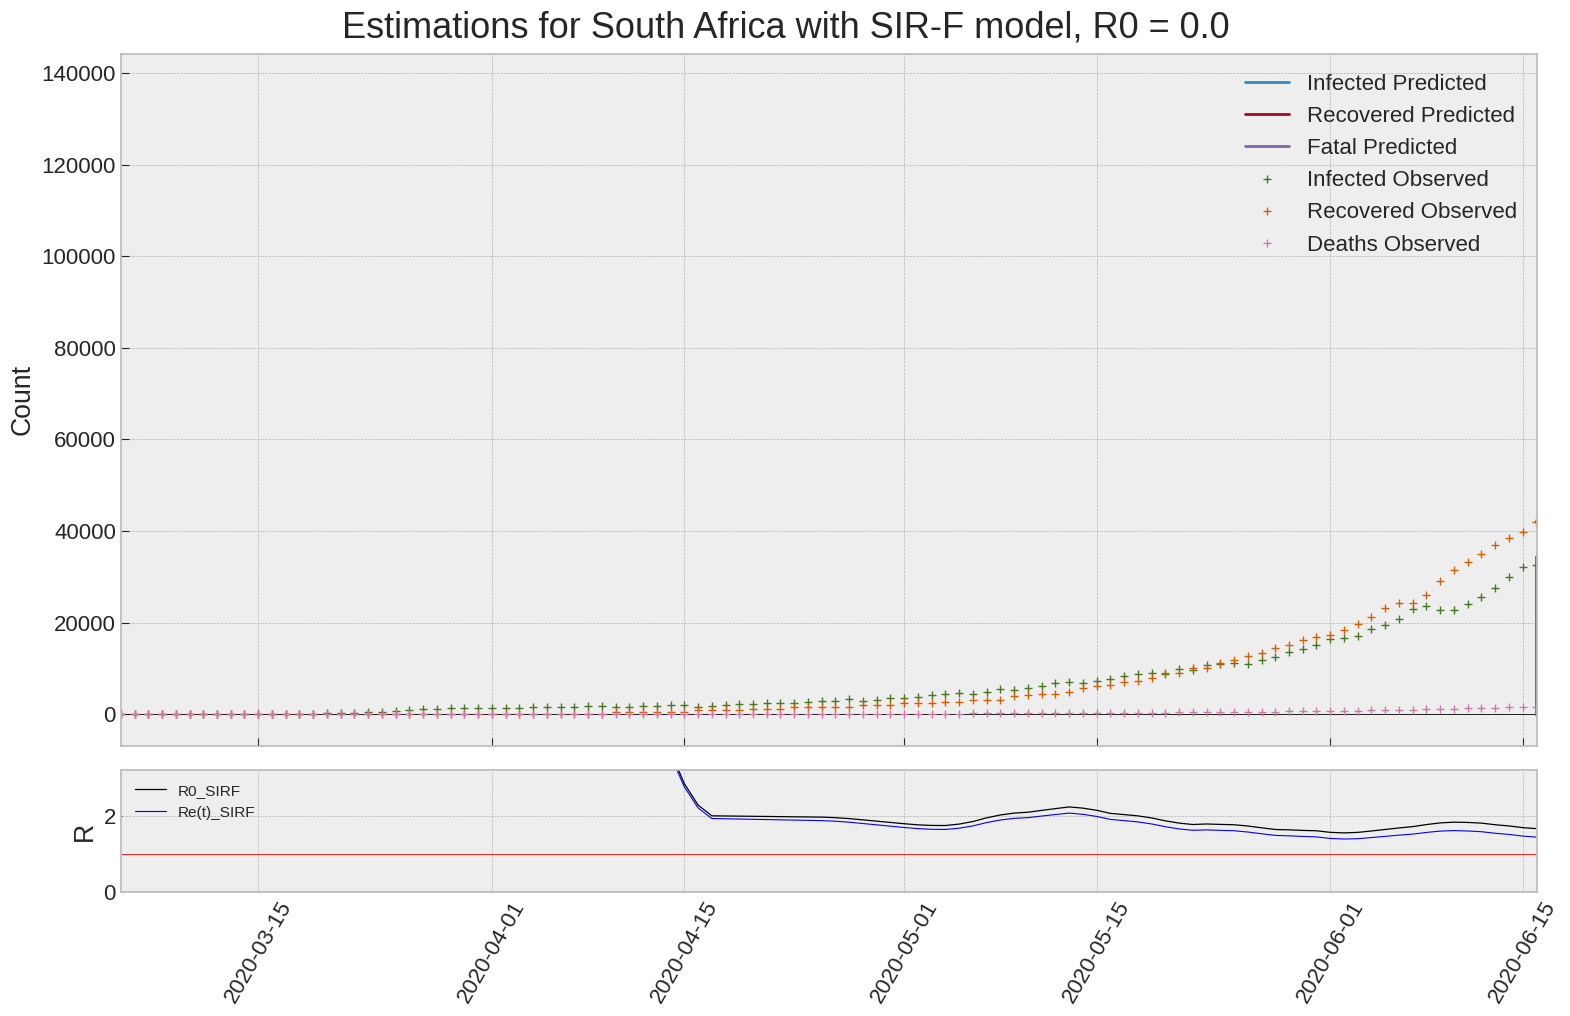 Estimations for South Africa with SIR-F model, R0 = 0.0
140000
120000
100000
80000
60000
40000
20000
0
Count
Infected Predicted
Recovered Predicted
Fatal Predicted
Infected Observed
Recovered Observed
Deaths Observed
R0_SIRF
Re(t)_SIRF
2
0
R
2020-03-15
2020-04-01
2020-04-15
2020-05-01
2020-05-15
2020-06-01
2020-06-15